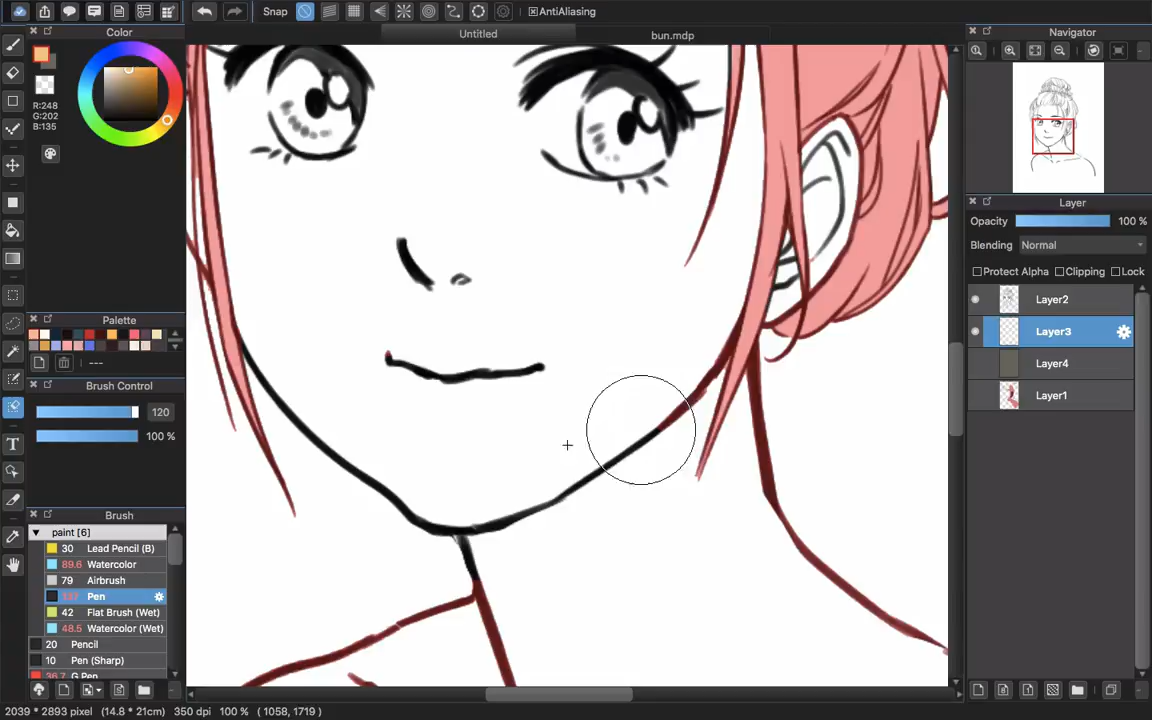 Snap
AntiAliasing
Color
Untitled
bun.mdp
Navigator
R:248
G:202
B:135
Layer
Opacity
100 %
Blending
Normal
Protect Alpha
Clipping
Lock
Layer2
Palette
Layer3
---
Layer4
Brush Control
Layer1
120
100 %
T
Brush
paint [6]
30 Lead Pencil (B)
89.6 Watercolor
79 Airbrush
Pen
42 Flat Brush (Wet)
48.5 Watercolor (Wet)
20 Pencil
10 Pen (Sharp)
36.7 G Pen
2039 * 2893 pixel (14.8 * 21cm) 350 dpi 100 % ( 1058, 1719 )